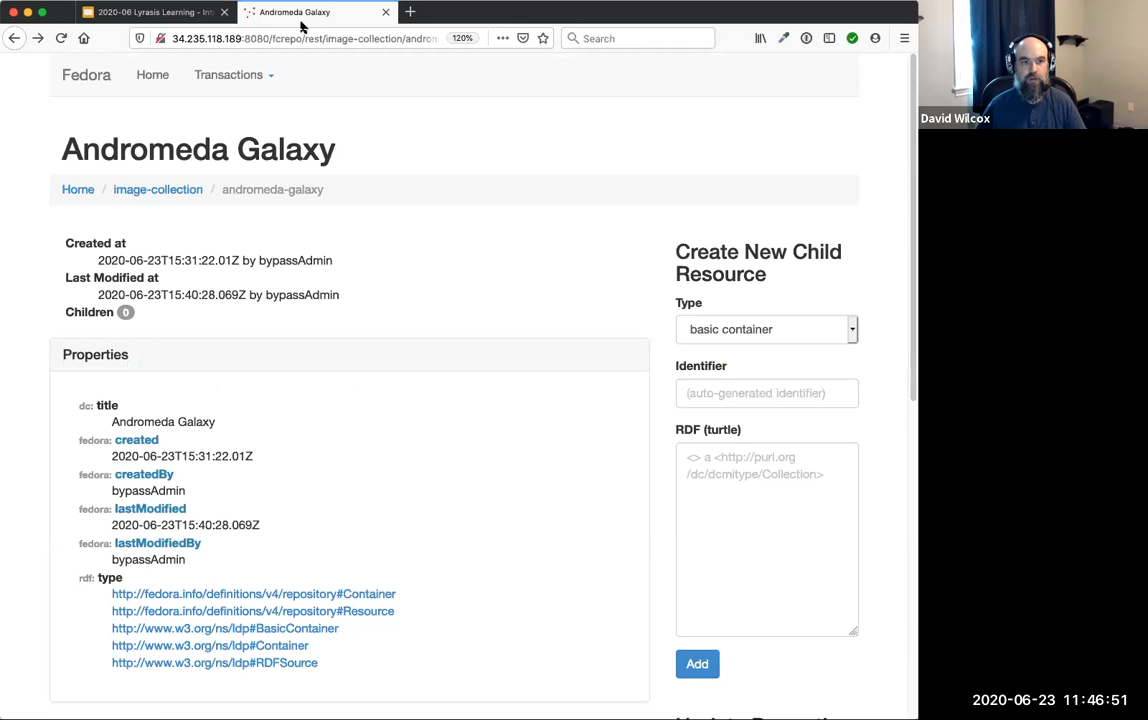 2020-06 Lyrasis Learning - Int
Andromeda Galaxy
34.235.118.189:8080/fcrepo/rest/image-collection/andron
120%
Search
Fedora
Home
Transactions
Andromeda Galaxy
Home / image-collection / andromeda-galaxy
Created at
2020-06-23T15:31:22.01Z by bypassAdmin
Last Modified at
2020-06-23T15:40:28.069Z by bypassAdmin
Children 0
Properties
dc: title
Andromeda Galaxy
fedora: created
2020-06-23T15:31:22.01Z
fedora: createdBy
bypassAdmin
fedora: lastModified
2020-06-23T15:40:28.069Z
fedora: lastModifiedBy
bypassAdmin
rdf: type
http://fedora.info/definitions/v4/repository#Container
http://fedora.info/definitions/v4/repository#Resource
http://www.w3.org/ns/ldp#BasicContainer
http://www.w3.org/ns/ldp#Container
http://www.w3.org/ns/ldp#RDFSource
Create New Child
Resource
Type
basic container
Identifier
(auto-generated identifier)
RDF (turtle)
<> a <http://purl.org
/dc/dcmitype/Collection>
Add
David Wilcox
2020-06-23 11:46:51